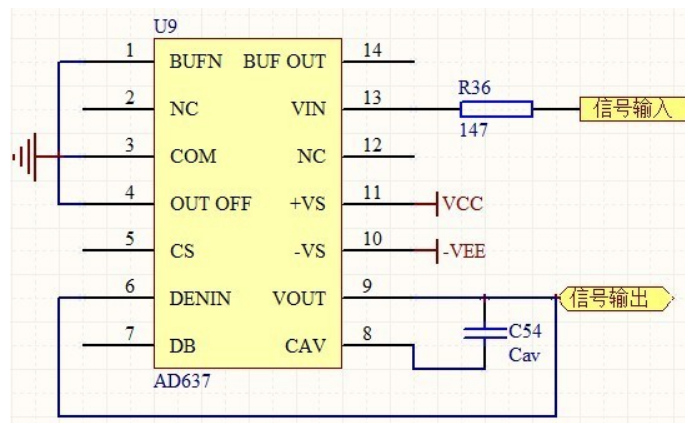 U9
1 BUFN BUF OUT 14
2 NC VIN 13 R36 147 信号输入
3 COM NC 12
4 OUT OFF +VS 11 VCC
5 CS -VS 10 -VEE
6 DENIN VOUT 9 信号输出
7 DB CAV 8 C54 Cav
AD637